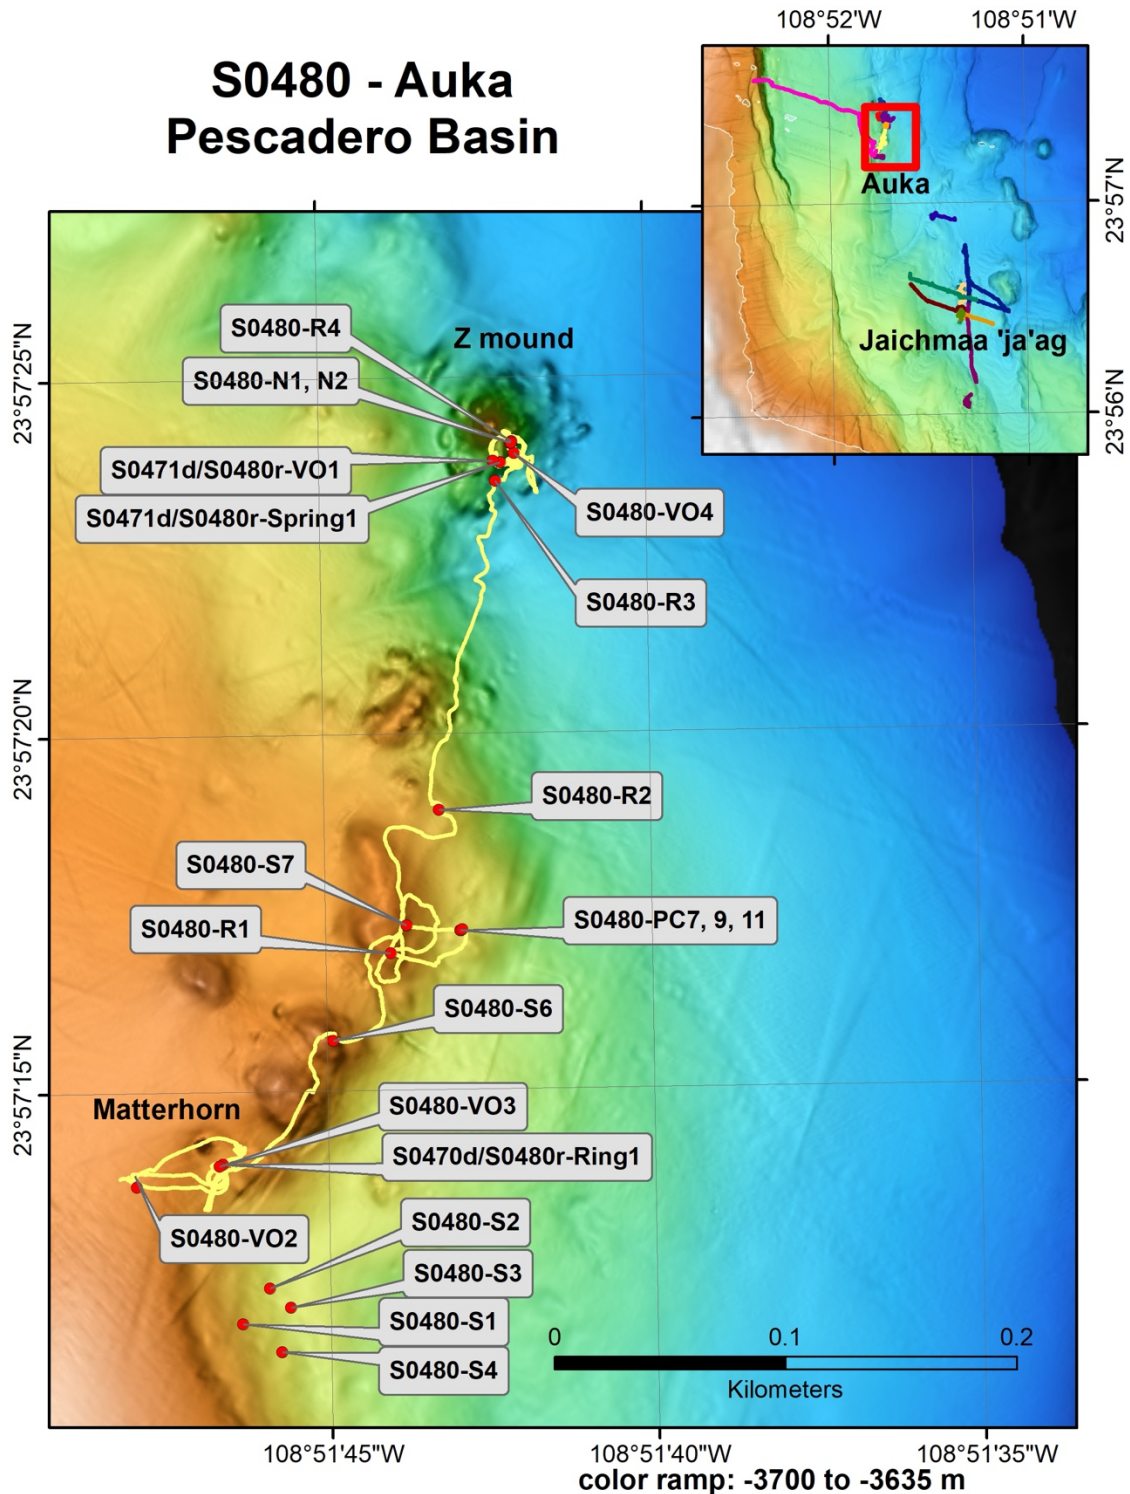 108°52'W
108°51'W
S0480 - Auka
Pescadero Basin
Auka
23°57'N
Jaichmaa 'ja'ag
23°56'N
S0480-R4
Z mound
S0480-N1, N2
23°57'25"N
S0471d/S0480r-VO1
S0471d/S0480r-Spring1
S0480-VO4
S0480-R3
23°57'20"N
S0480-R2
S0480-S7
S0480-R1
S0480-PC7, 9, 11
S0480-S6
23°57'15"N
Matterhorn
S0480-VO3
S0470d/S0480r-Ring1
S0480-VO2
S0480-S2
S0480-S3
S0480-S1
S0480-S4
0 0.1 0.2
Kilometers
108°51'45"W
108°51'40"W
108°51'35"W
color ramp: -3700 to -3635 m